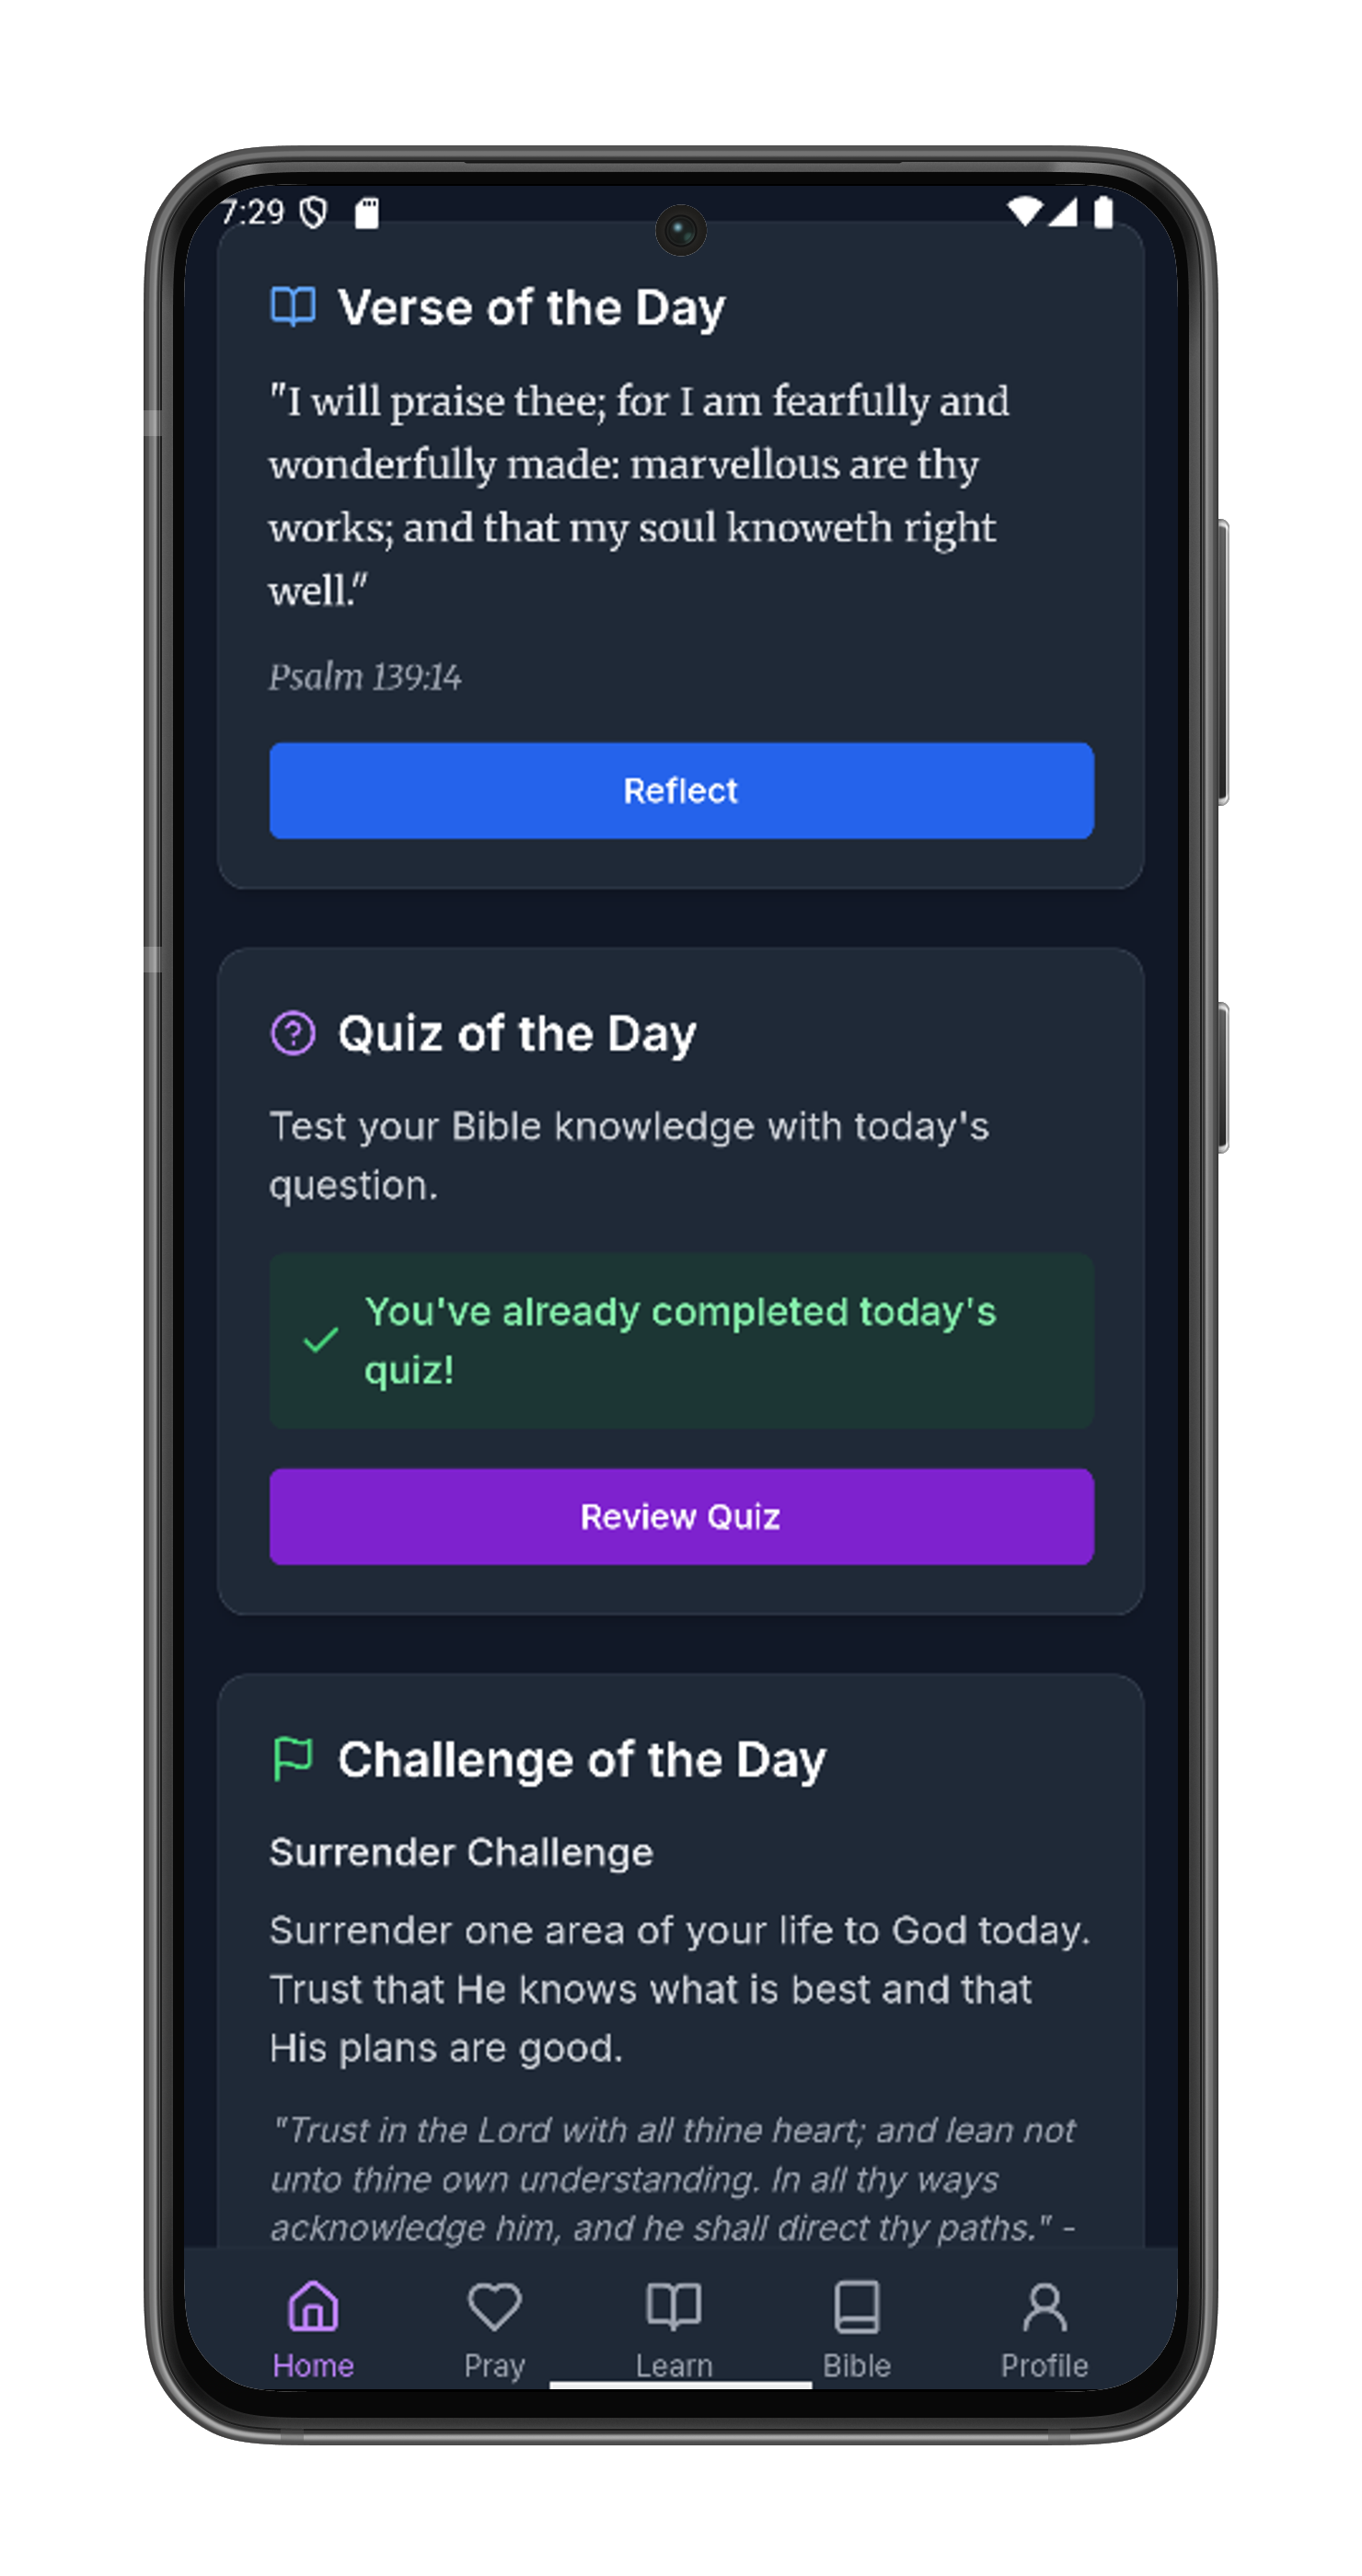 7:29
Verse of the Day
"I will praise thee; for I am fearfully and
wonderfully made: marvellous are thy
works; and that my soul knoweth right
well."
Psalm 139:14
Reflect
Quiz of the Day
Test your Bible knowledge with today's
question.
You've already completed today's
quiz!
Review Quiz
Challenge of the Day
Surrender Challenge
Surrender one area of your life to God today.
Trust that He knows what is best and that
His plans are good.
"Trust in the Lord with all thine heart; and lean not
unto thine own understanding. In all thy ways
acknowledge him, and he shall direct thy paths." -
Home
Pray
Learn
Bible
Profile